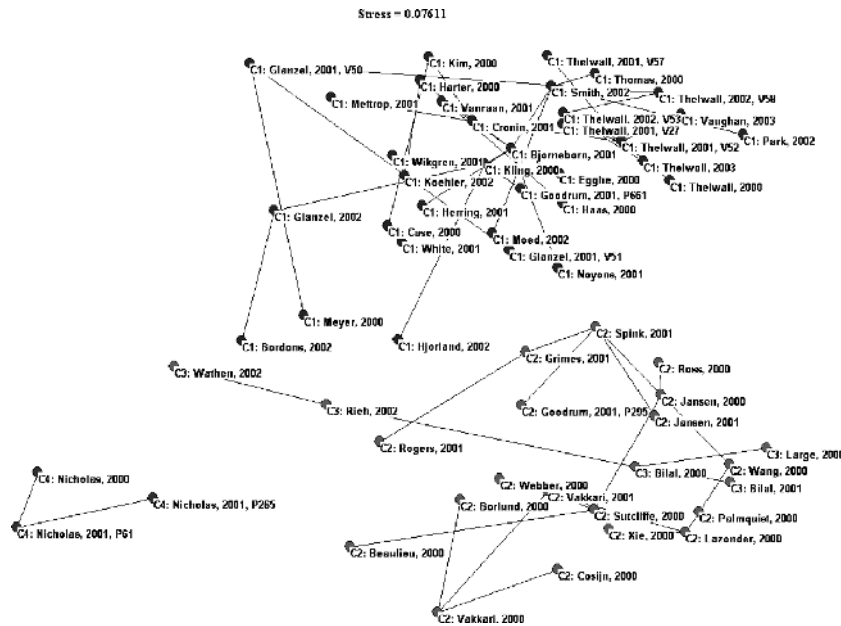 Stress = 0.07611
C1: Kim, 2000
C1: Thelwall, 2001, V57
C1: Glanzel, 2001, V50
C1: Thomas, 2000
C1: Harter, 2000
C1: Smith, 2002
C1: Thelwall, 2002, V58
C1: Mettrop, 2001
C1: Vanraan, 2001
C1: Thelwall, 2002, V53
C1: Vaughan, 2003
C1: Cronin, 2001
C1: Thelwall, 2001, V27
C1: Park, 2002
C1: Thelwall, 2001, V52
C1: Bjorneborn, 2001
C1: Wikgren, 2001
C1: Kling, 2000
C1: Thelwall, 2003
C1: Koehler, 2002
C1: Egghe, 2000
C1: Thelwall, 2000
C1: Goodrum, 2001, P661
C1: Herring, 2001
C1: Haas, 2000
C1: Glanzel, 2002
C1: Case, 2000
C1: Moed, 2002
C1: White, 2001
C1: Glanzel, 2001, V51
C1: Noyons, 2001
C1: Meyer, 2000
C1: Bordons, 2002
C1: Hjorland, 2002
C2: Spink, 2001
C2: Grimes, 2001
C2: Ross, 2000
C3: Wathen, 2002
C2: Jansen, 2000
C3: Rieh, 2002
C2: Goodrum, 2001, P295
C2: Jansen, 2001
C2: Rogers, 2001
C3: Large, 200
C3: Bilal, 2000
C2: Wang, 2000
C4: Nicholas, 2000
C2: Webber, 2000
C3: Bilal, 2001
C4: Nicholas, 2001, P265
C2: Vakkari, 2001
C2: Borlund, 2000
C2: Sutcliffe, 2000
C2: Palmquist, 2000
C4: Nicholas, 2001, P61
C2: Xie, 2000
C2: Lazonder, 2000
C2: Beaulieu, 2000
C2: Cosijn, 2000
C2: Vakkari, 2000